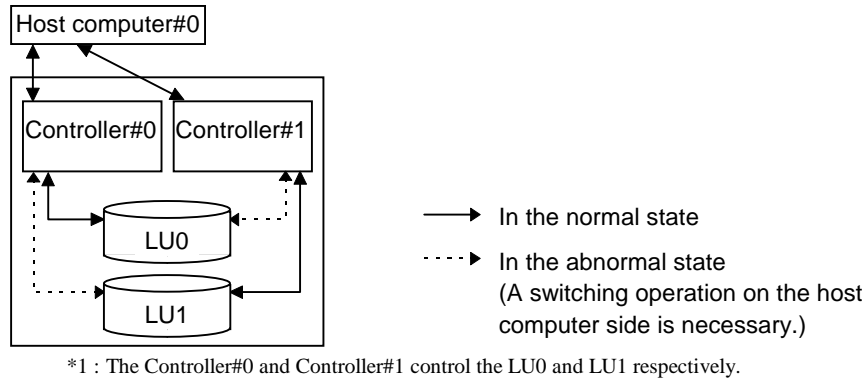 Host computer#0
Controller#0
Controller#1
LU0
LU1
In the normal state
In the abnormal state
(A switching operation on the host
computer side is necessary.)
*1 : The Controller#0 and Controller#1 control the LU0 and LU1 respectively.